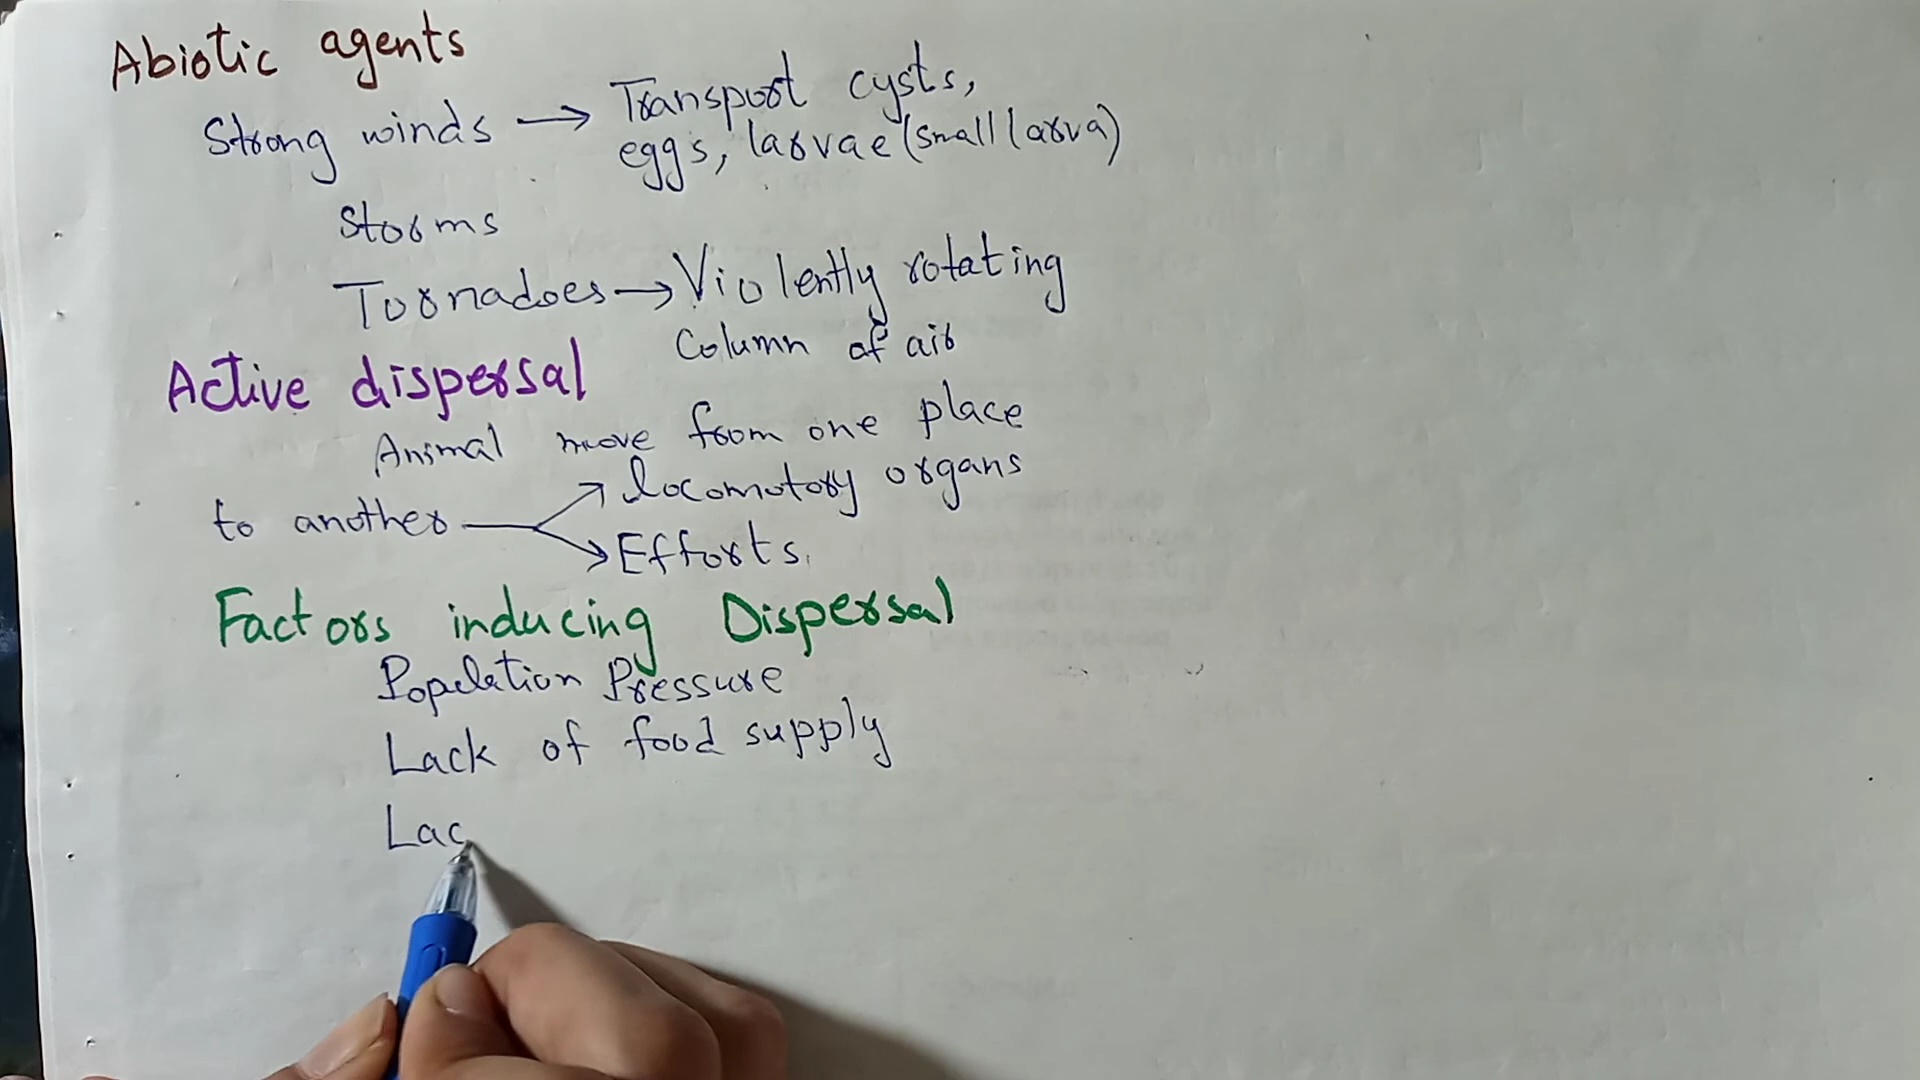 Abiotic agents
Strong winds → Transport cysts,
eggs, larvae (small larva)
Storms
Tornadoes → Violently rotating
Column of air
Active dispersal
Animal move from one place
to another → locomotory organs
→ Efforts.
Factors inducing Dispersal
Population Pressure
Lack of food supply
Lac